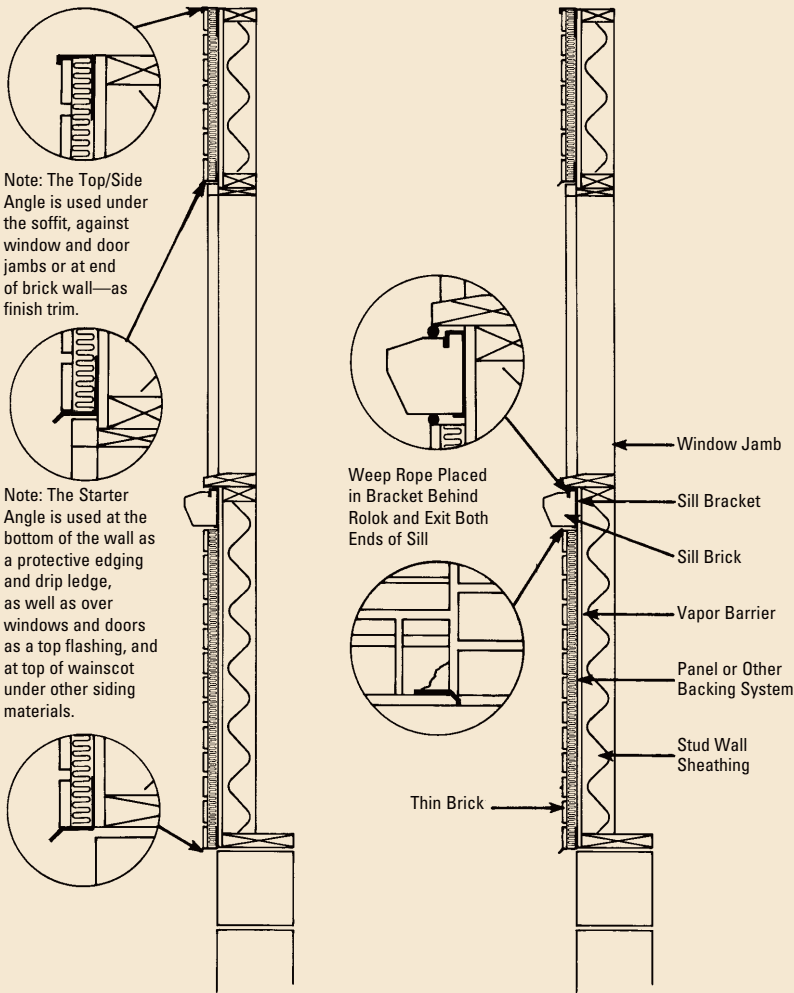 Note: The Top/Side
Angle is used under
the soffit, against
window and door
jambs or at end
of brick wall—as
finish trim.
Note: The Starter
Angle is used at the
bottom of the wall as
a protective edging
and drip ledge,
as well as over
windows and doors
as a top flashing, and
at top of wainscot
under other siding
materials.
Weep Rope Placed
in Bracket Behind
Rolok and Exit Both
Ends of Sill
Thin Brick
Window Jamb
Sill Bracket
Sill Brick
Vapor Barrier
Panel or Other
Backing System
Stud Wall
Sheathing